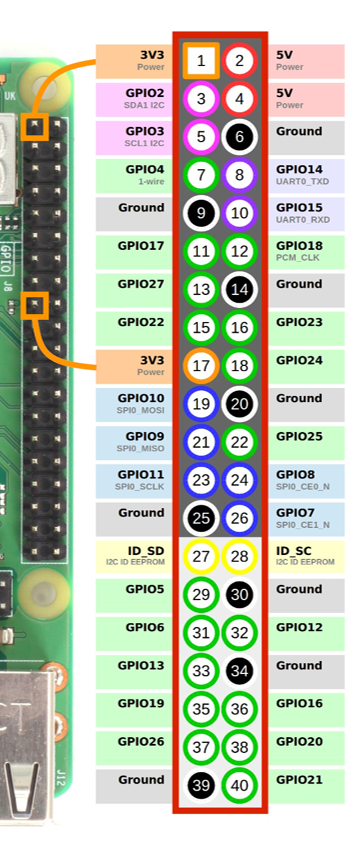 3V3 1 2 5V
Power Power
GPIO2 3 4 5V
SDA1 I2C Power
GPIO3 5 6 Ground
SCL1 I2C
GPIO4 7 8 GPIO14
1-wire UART0_TXD
Ground 9 10 GPIO15
UART0_RXD
GPIO17 11 12 GPIO18
PCM_CLK
GPIO27 13 14 Ground
GPIO22 15 16 GPIO23
3V3 17 18 GPIO24
Power
GPIO10 19 20 Ground
SPI0_MOSI
GPIO9 21 22 GPIO25
SPI0_MISO
GPIO11 23 24 GPIO8
SPI0_SCLK SPI0_CE0_N
Ground 25 26 GPIO7
SPI0_CE1_N
ID_SD 27 28 ID_SC
I2C ID EEPROM I2C ID EEPROM
GPIO5 29 30 Ground
GPIO6 31 32 GPIO12
GPIO13 33 34 Ground
GPIO19 35 36 GPIO16
GPIO26 37 38 GPIO20
Ground 39 40 GPIO21
UK
GPIO
J8
J12